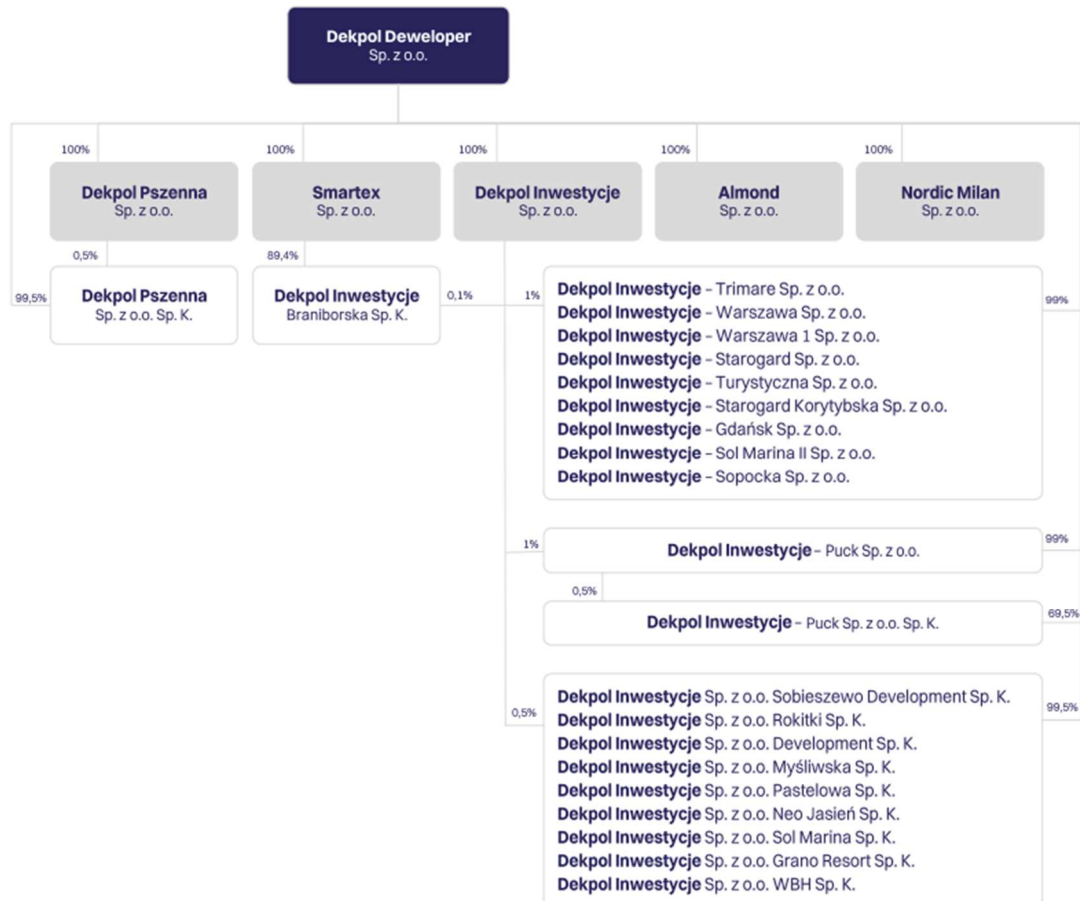 Dekpol Deweloper
Sp. z o.o.
100%
100%
100%
100%
100%
Dekpol Pszenna
Sp. z o.o.
Smartex
Sp. z o.o.
Dekpol Inwestycje
Sp. z o.o.
Almond
Sp. z o.o.
Nordic Milan
Sp. z o.o.
0,5%
89,4%
99,5%
Dekpol Pszenna
Sp. z o.o. Sp. K.
Dekpol Inwestycje
Braniborska Sp. K.
0,1%
1%
Dekpol Inwestycje – Trimare Sp. z o.o.
Dekpol Inwestycje – Warszawa Sp. z o.o.
Dekpol Inwestycje – Warszawa 1 Sp. z o.o.
Dekpol Inwestycje – Starogard Sp. z o.o.
Dekpol Inwestycje – Turystyczna Sp. z o.o.
Dekpol Inwestycje – Starogard Korytybska Sp. z o.o.
Dekpol Inwestycje – Gdańsk Sp. z o.o.
Dekpol Inwestycje – Sol Marina II Sp. z o.o.
Dekpol Inwestycje – Sopocka Sp. z o.o.
99%
1%
Dekpol Inwestycje – Puck Sp. z o.o.
99%
0,5%
Dekpol Inwestycje – Puck Sp. z o.o. Sp. K.
69,5%
0,5%
Dekpol Inwestycje Sp. z o.o. Sobieszewo Development Sp. K.
Dekpol Inwestycje Sp. z o.o. Rokitki Sp. K.
Dekpol Inwestycje Sp. z o.o. Development Sp. K.
Dekpol Inwestycje Sp. z o.o. Myśliwska Sp. K.
Dekpol Inwestycje Sp. z o.o. Pastelowa Sp. K.
Dekpol Inwestycje Sp. z o.o. Neo Jasień Sp. K.
Dekpol Inwestycje Sp. z o.o. Sol Marina Sp. K.
Dekpol Inwestycje Sp. z o.o. Grano Resort Sp. K.
Dekpol Inwestycje Sp. z o.o. WBH Sp. K.
99,5%